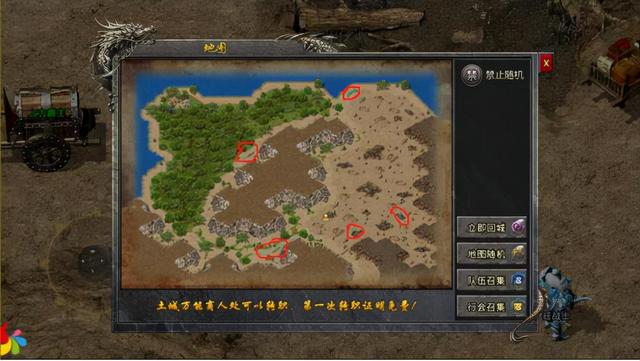 地图
X
禁 禁止随机
立即回城
地图随机
队伍召集
行会召集
土城万能商人处可以转职、第一次转职证明免费！